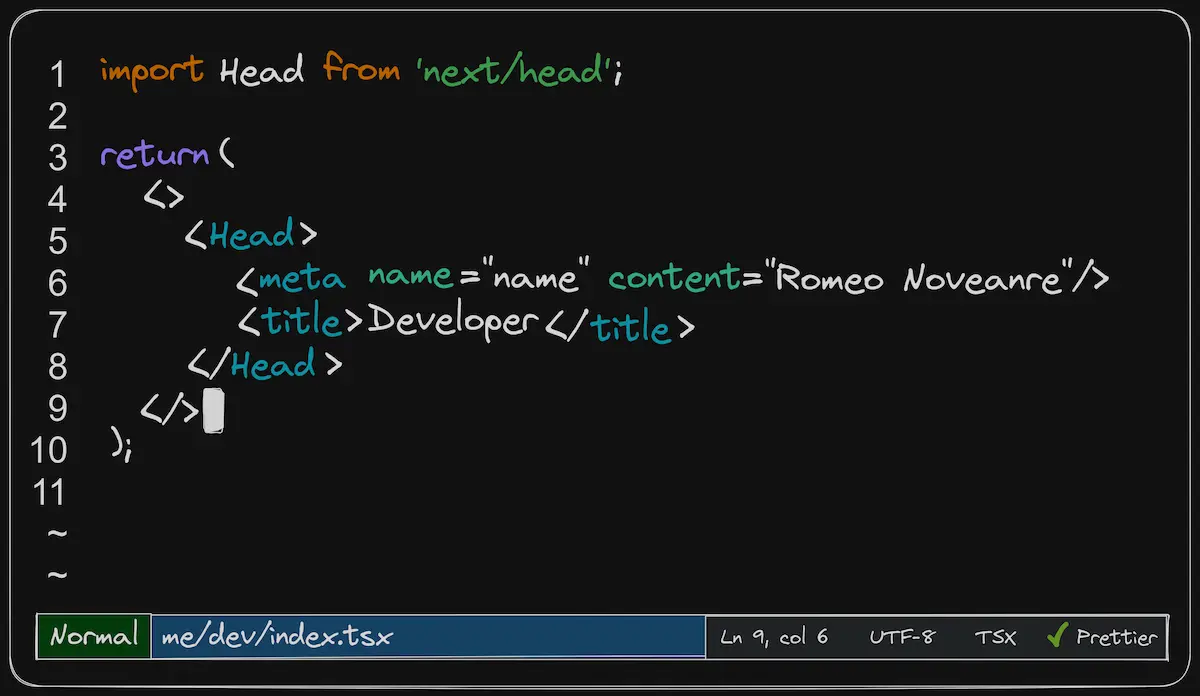 1 import Head from 'next/head';
2
3 return (
4 <>
5 <Head>
6 <meta name="name" content="Romeo Noveanre"/>
7 <title>Developer</title>
8 </Head>
9 </>
10 );
11
~
~
Normal me/dev/index.tsx Ln 9, col 6 UTF-8 TSX ✓ Prettier